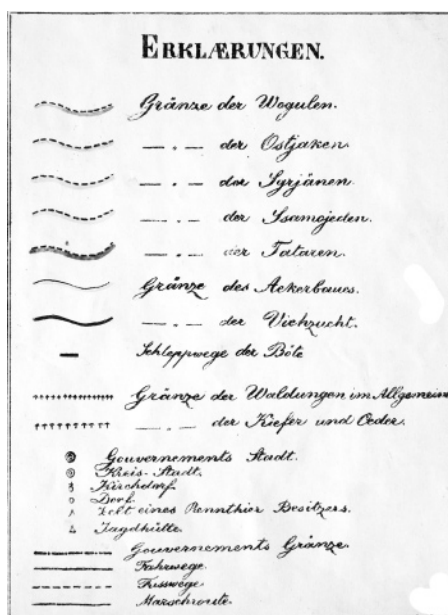 ERKLÆRUNGEN.
Gränze der Wogulen.
— „ — der Ostjaken.
— „ — der Syrjänen.
— „ — der Ssamojeden.
— „ — der Tataren.
Gränze des Ackerbaues.
— „ — der Viehzucht.
Schleppwege der Böte
Gränze der Waldungen im Allgemeine
— „ — der Kiefer und Ceder.
Gouvernements Stadt.
Kreis-Stadt.
Kirchdorf.
Dorf.
Zelt eines Rennthier Besitzers.
Jagdhütte.
Gouvernements Gränze.
Fahrwege.
Fusswege.
Marschroute.